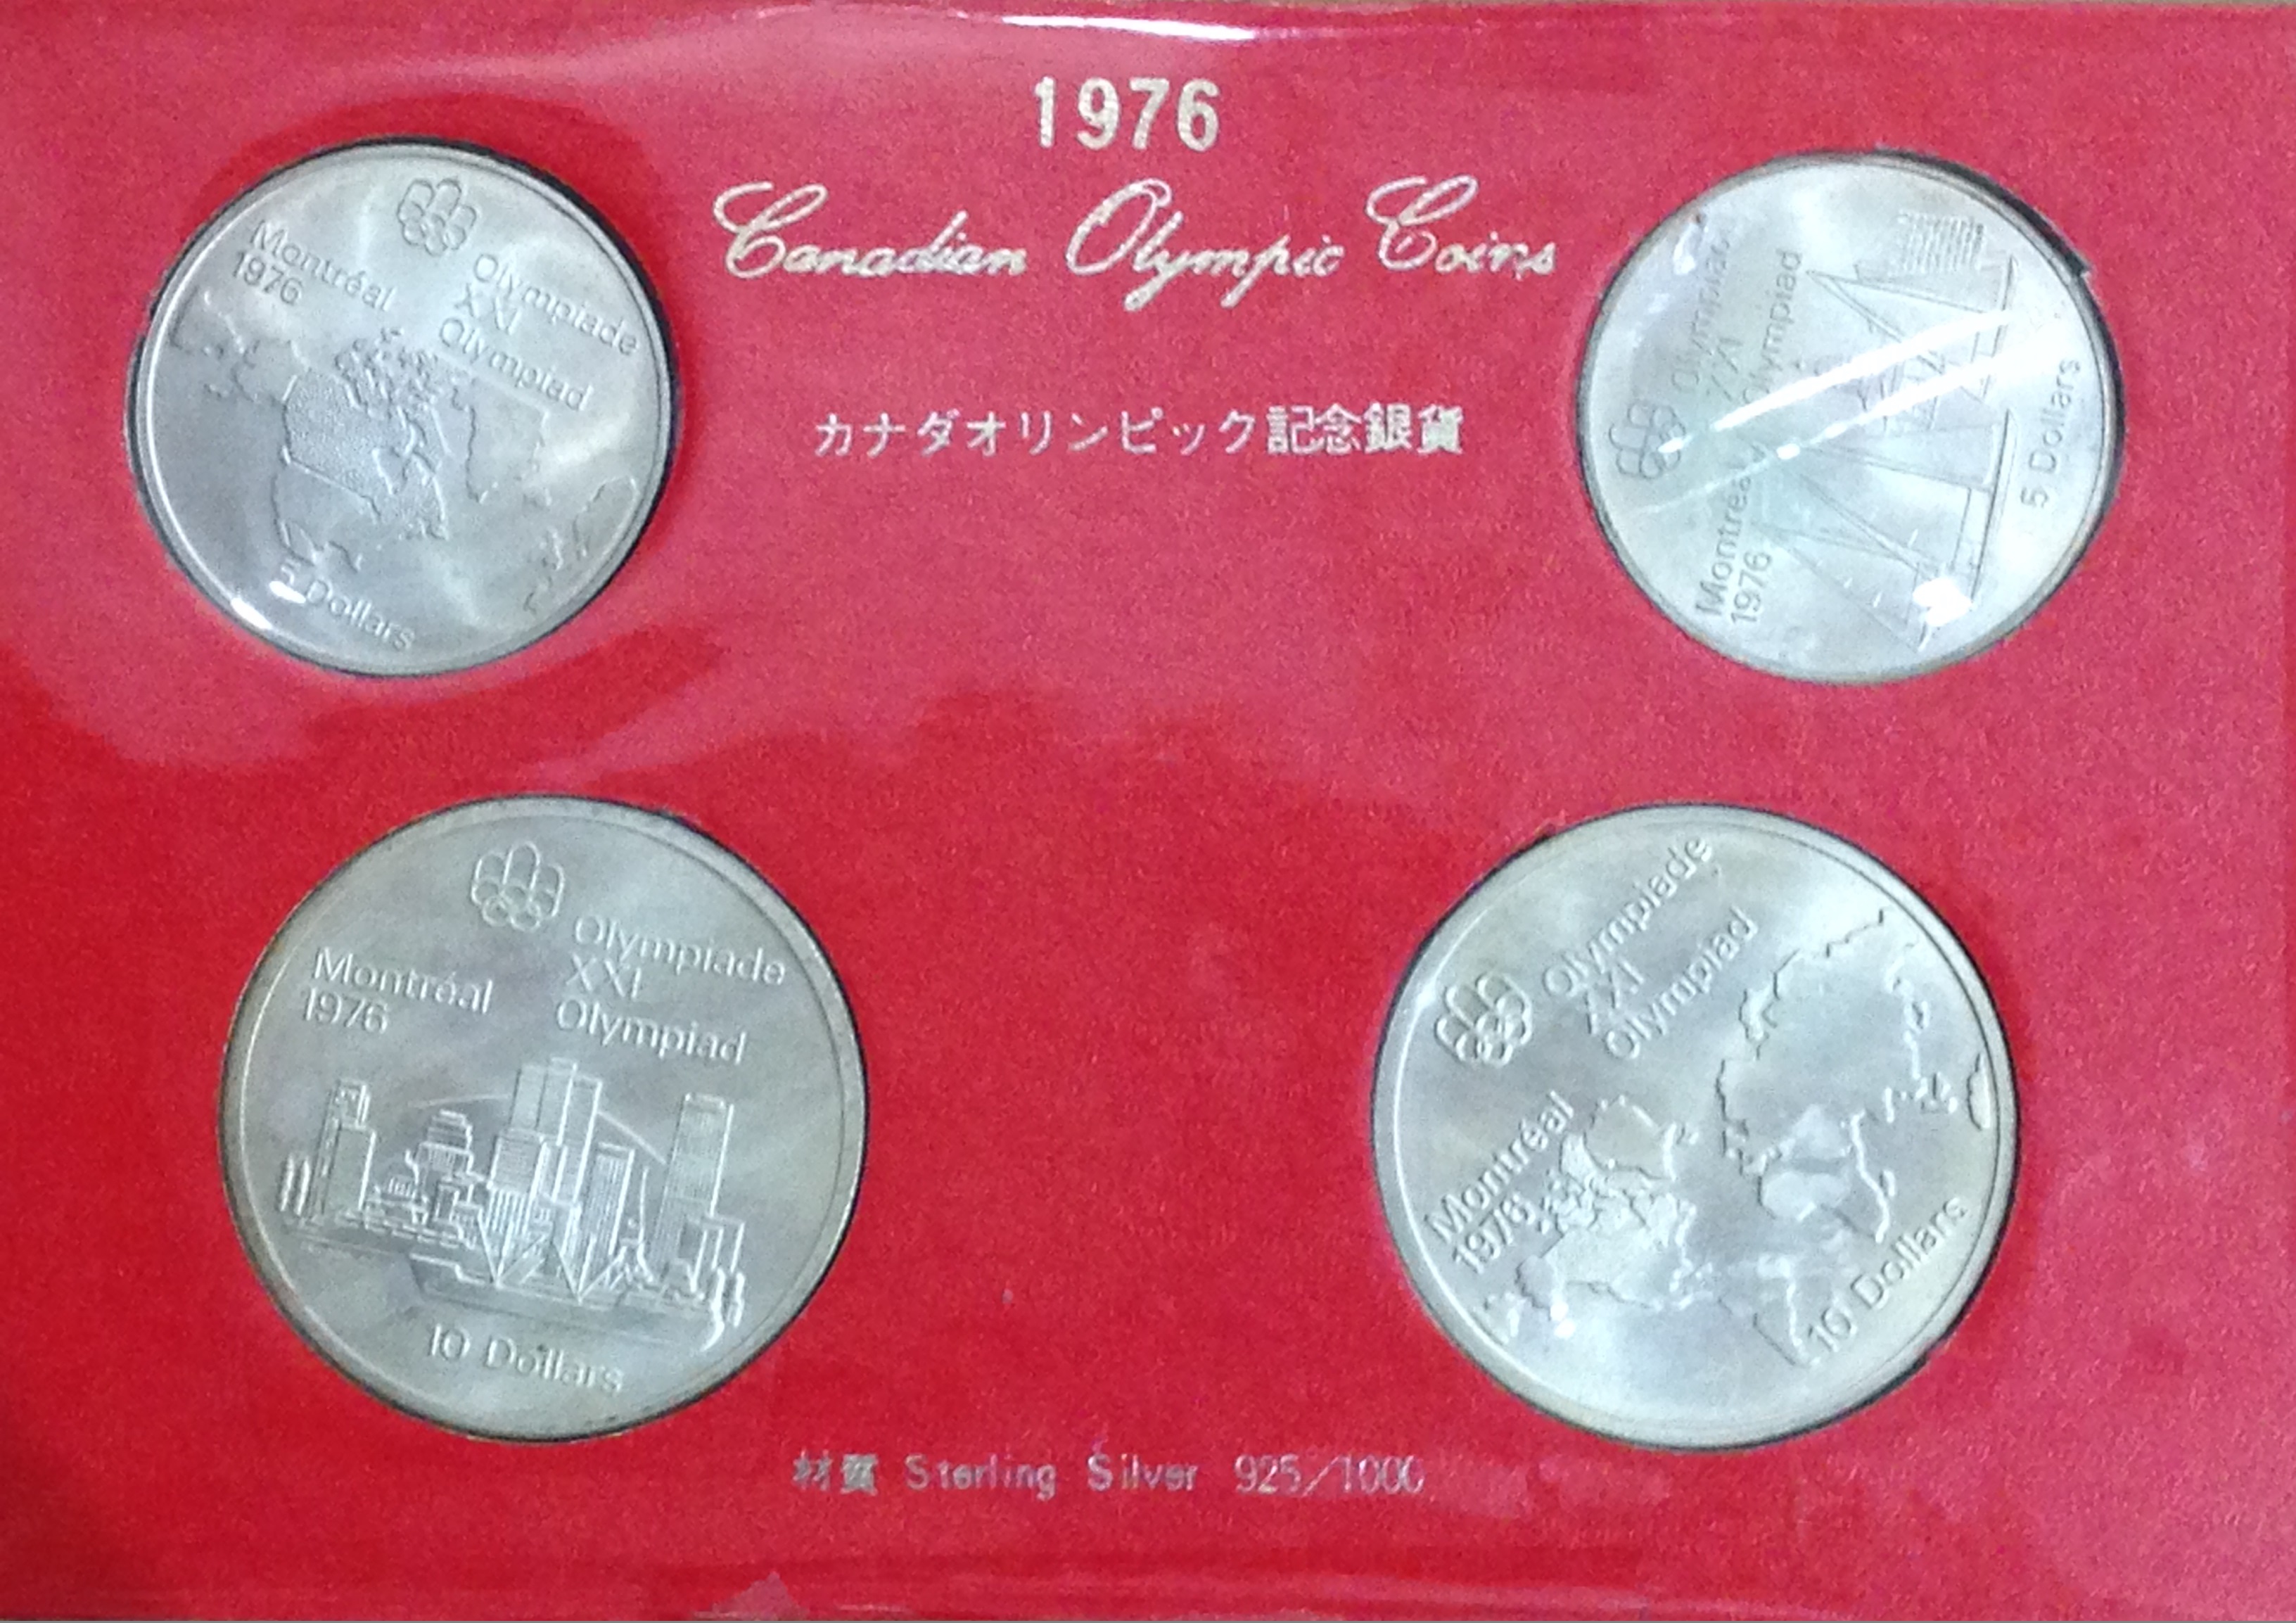 1976
Canadian Olympic Coins
カナダオリンピック記念銀貨
Montréal
1976
Olympiade
XXI
Olympiad
5 Dollars
Olympiade
XXI
Olympiad
Montréal
1976
5 Dollars
Montréal
1976
Olympiade
XXI
Olympiad
10 Dollars
Olympiade
XXI
Olympiad
Montréal
1976
10 Dollars
材質 Sterling Silver 925/1000